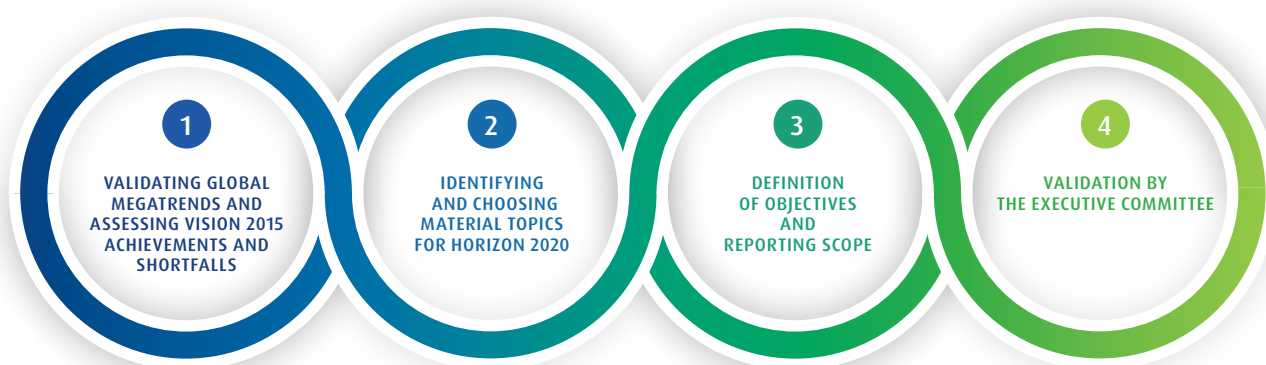 1
VALIDATING GLOBAL
MEGATRENDS AND
ASSESSING VISION 2015
ACHIEVEMENTS AND
SHORTFALLS
2
IDENTIFYING
AND CHOOSING
MATERIAL TOPICS
FOR HORIZON 2020
3
DEFINITION
OF OBJECTIVES
AND
REPORTING SCOPE
4
VALIDATION BY
THE EXECUTIVE COMMITTEE